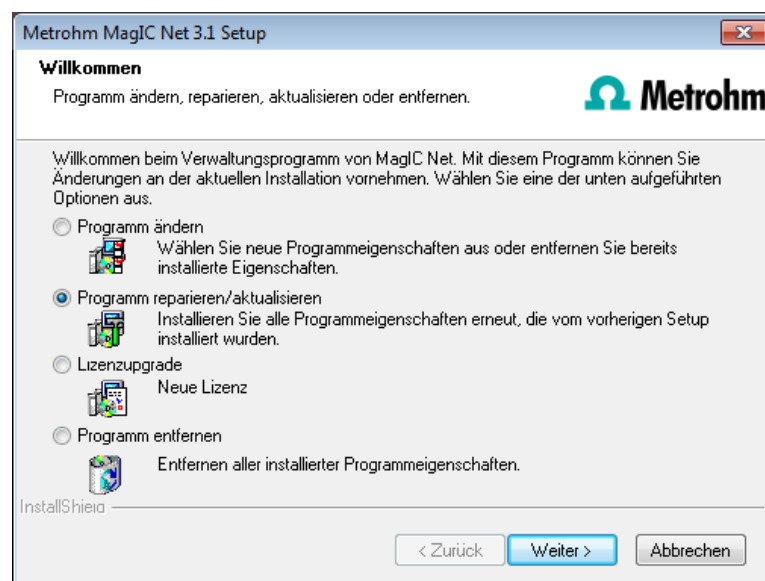 Metrohm MagIC Net 3.1 Setup
Willkommen
Programm ändern, reparieren, aktualisieren oder entfernen.
Metrohm
Willkommen beim Verwaltungsprogramm von MagIC Net. Mit diesem Programm können Sie
Änderungen an der aktuellen Installation vornehmen. Wählen Sie eine der unten aufgeführten
Optionen aus.
Programm ändern
Wählen Sie neue Programmeigenschaften aus oder entfernen Sie bereits
installierte Eigenschaften.
Programm reparieren/aktualisieren
Installieren Sie alle Programmeigenschaften erneut, die vom vorherigen Setup
installiert wurden.
Lizenzupgrade
Neue Lizenz
Programm entfernen
Entfernen aller installierter Programmeigenschaften.
InstallShield
< Zurück
Weiter >
Abbrechen